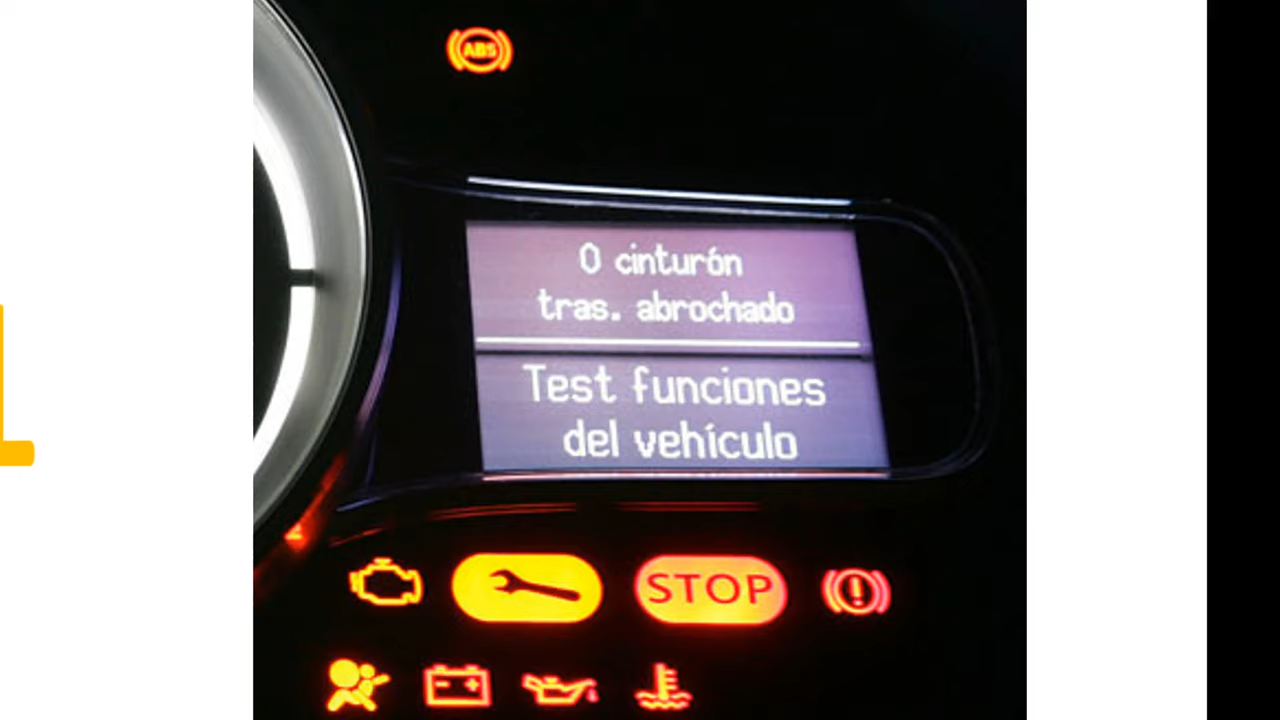 ABS
0 cinturón
tras. abrochado
Test funciones
del vehículo
STOP